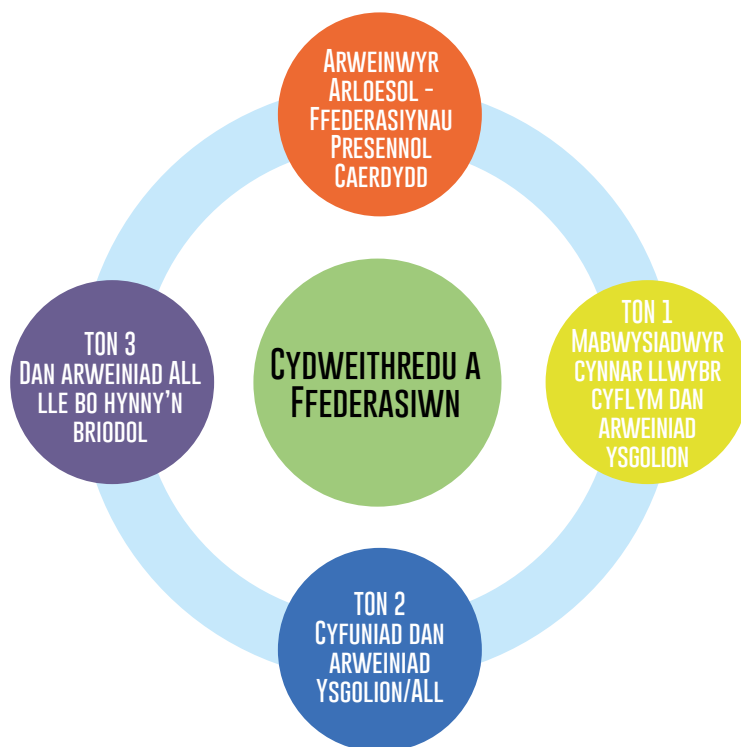 Arweinwyr
Arloesol -
Ffederasiynau
Presennol
Caerdydd
TON 1
Mabwysiadwyr
cynnar llwybr
cyflym dan
arweiniad
ysgolion
Cydweithredu a
Ffederasiwn
TON 3
Dan arweiniad ALl
lle bo hynny'n
briodol
TON 2
Cyfuniad dan
arweiniad
Ysgolion/ALl